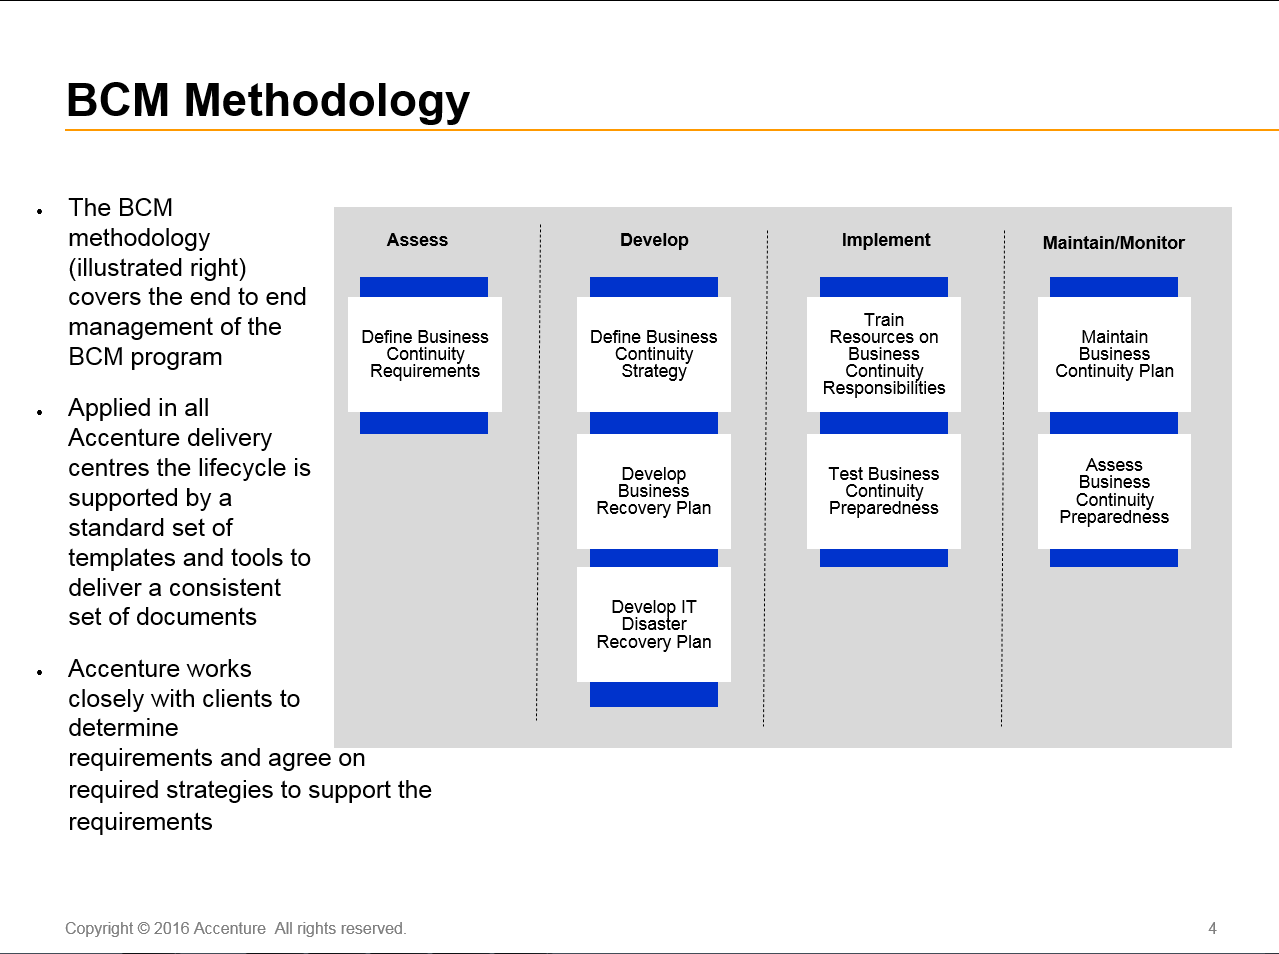 BCM Methodology
The BCM
methodology
(illustrated right)
covers the end to end
management of the
BCM program
Applied in all
Accenture delivery
centres the lifecycle is
supported by a
standard set of
templates and tools to
deliver a consistent
set of documents
Accenture works
closely with clients to
determine
requirements and agree on
required strategies to support the
requirements
Assess
Define Business
Continuity
Requirements
Develop
Define Business
Continuity
Strategy
Develop
Business
Recovery Plan
Develop IT
Disaster
Recovery Plan
Implement
Train
Resources on
Business
Continuity
Responsibilities
Test Business
Continuity
Preparedness
Maintain/Monitor
Maintain
Business
Continuity Plan
Assess
Business
Continuity
Preparedness
Copyright © 2016 Accenture  All rights reserved.
4